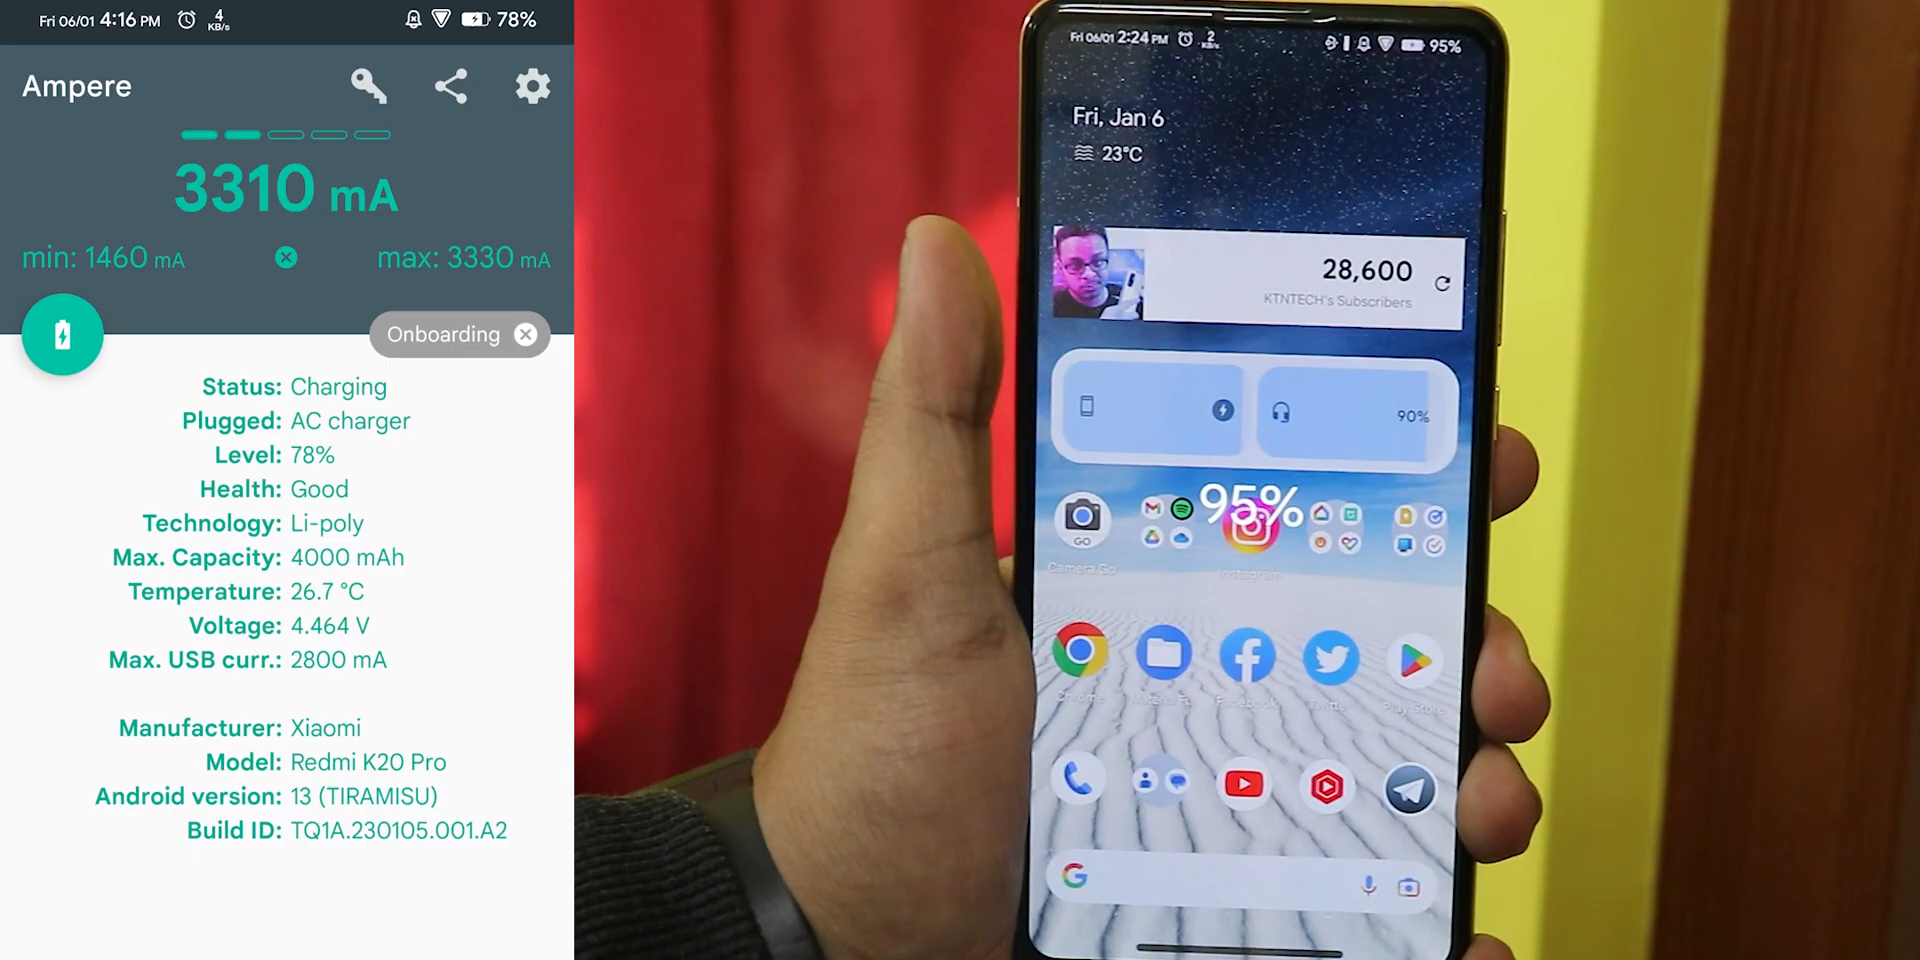 Fri 06/01 4:16 PM 4 KB/s 78%
Ampere
3310 mA
min: 1460 mA max: 3330 mA
Onboarding
Status: Charging
Plugged: AC charger
Level: 78%
Health: Good
Technology: Li-poly
Max. Capacity: 4000 mAh
Temperature: 26.7 °C
Voltage: 4.464 V
Max. USB curr.: 2800 mA
Manufacturer: Xiaomi
Model: Redmi K20 Pro
Android version: 13 (TIRAMISU)
Build ID: TQ1A.230105.001.A2
Fri 06/01 2:24 PM 2 KB/s 95%
Fri, Jan 6
23°C
28,600
KTNTECH's Subscribers
90%
95%
GO
Camera Go Instagram
Chrome Facebook Twitter Play Store